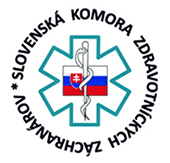 SLOVENSKÁ KOMORA ZDRAVOTNÍCKYCH ZÁCHRANÁROV *